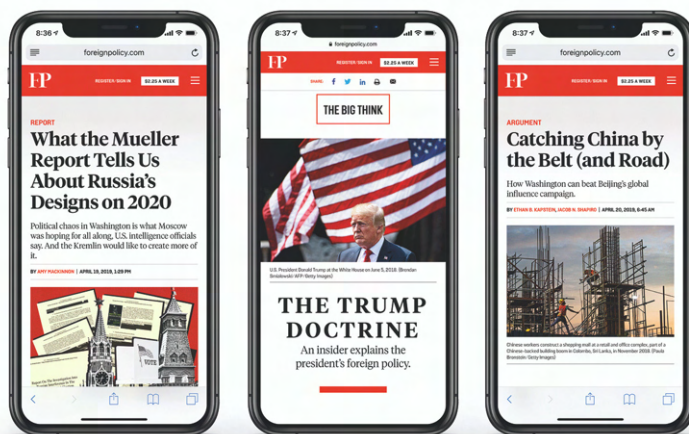 8:36
foreignpolicy.com
FP
REGISTER/SIGN IN
$2.25 A WEEK
REPORT
What the Mueller
Report Tells Us
About Russia's
Designs on 2020
Political chaos in Washington is what Moscow
was hoping for all along, U.S. intelligence officials
say. And the Kremlin would like to create more of
it.
BY AMY MACKINNON | APRIL 19, 2019, 1:29 PM
VOTE
8:37
foreignpolicy.com
FP
REGISTER/SIGN IN
$2.25 A WEEK
SHARE:
THE BIG THINK
U.S. President Donald Trump at the White House on June 5, 2018. (Brendan
Smialowski/AFP/Getty Images)
THE TRUMP
DOCTRINE
An insider explains the
president's foreign policy.
8:37
foreignpolicy.com
FP
REGISTER/SIGN IN
$2.25 A WEEK
ARGUMENT
Catching China by
the Belt (and Road)
How Washington can beat Beijing's global
influence campaign.
BY ETHAN B. KAPSTEIN, JACOB N. SHAPIRO | APRIL 20, 2019, 6:45 AM
Chinese workers construct a shopping mall at a retail and office complex, part of a
Chinese-backed building boom in Colombo, Sri Lanka, in November 2018. (Paula
Bronstein/Getty Images)